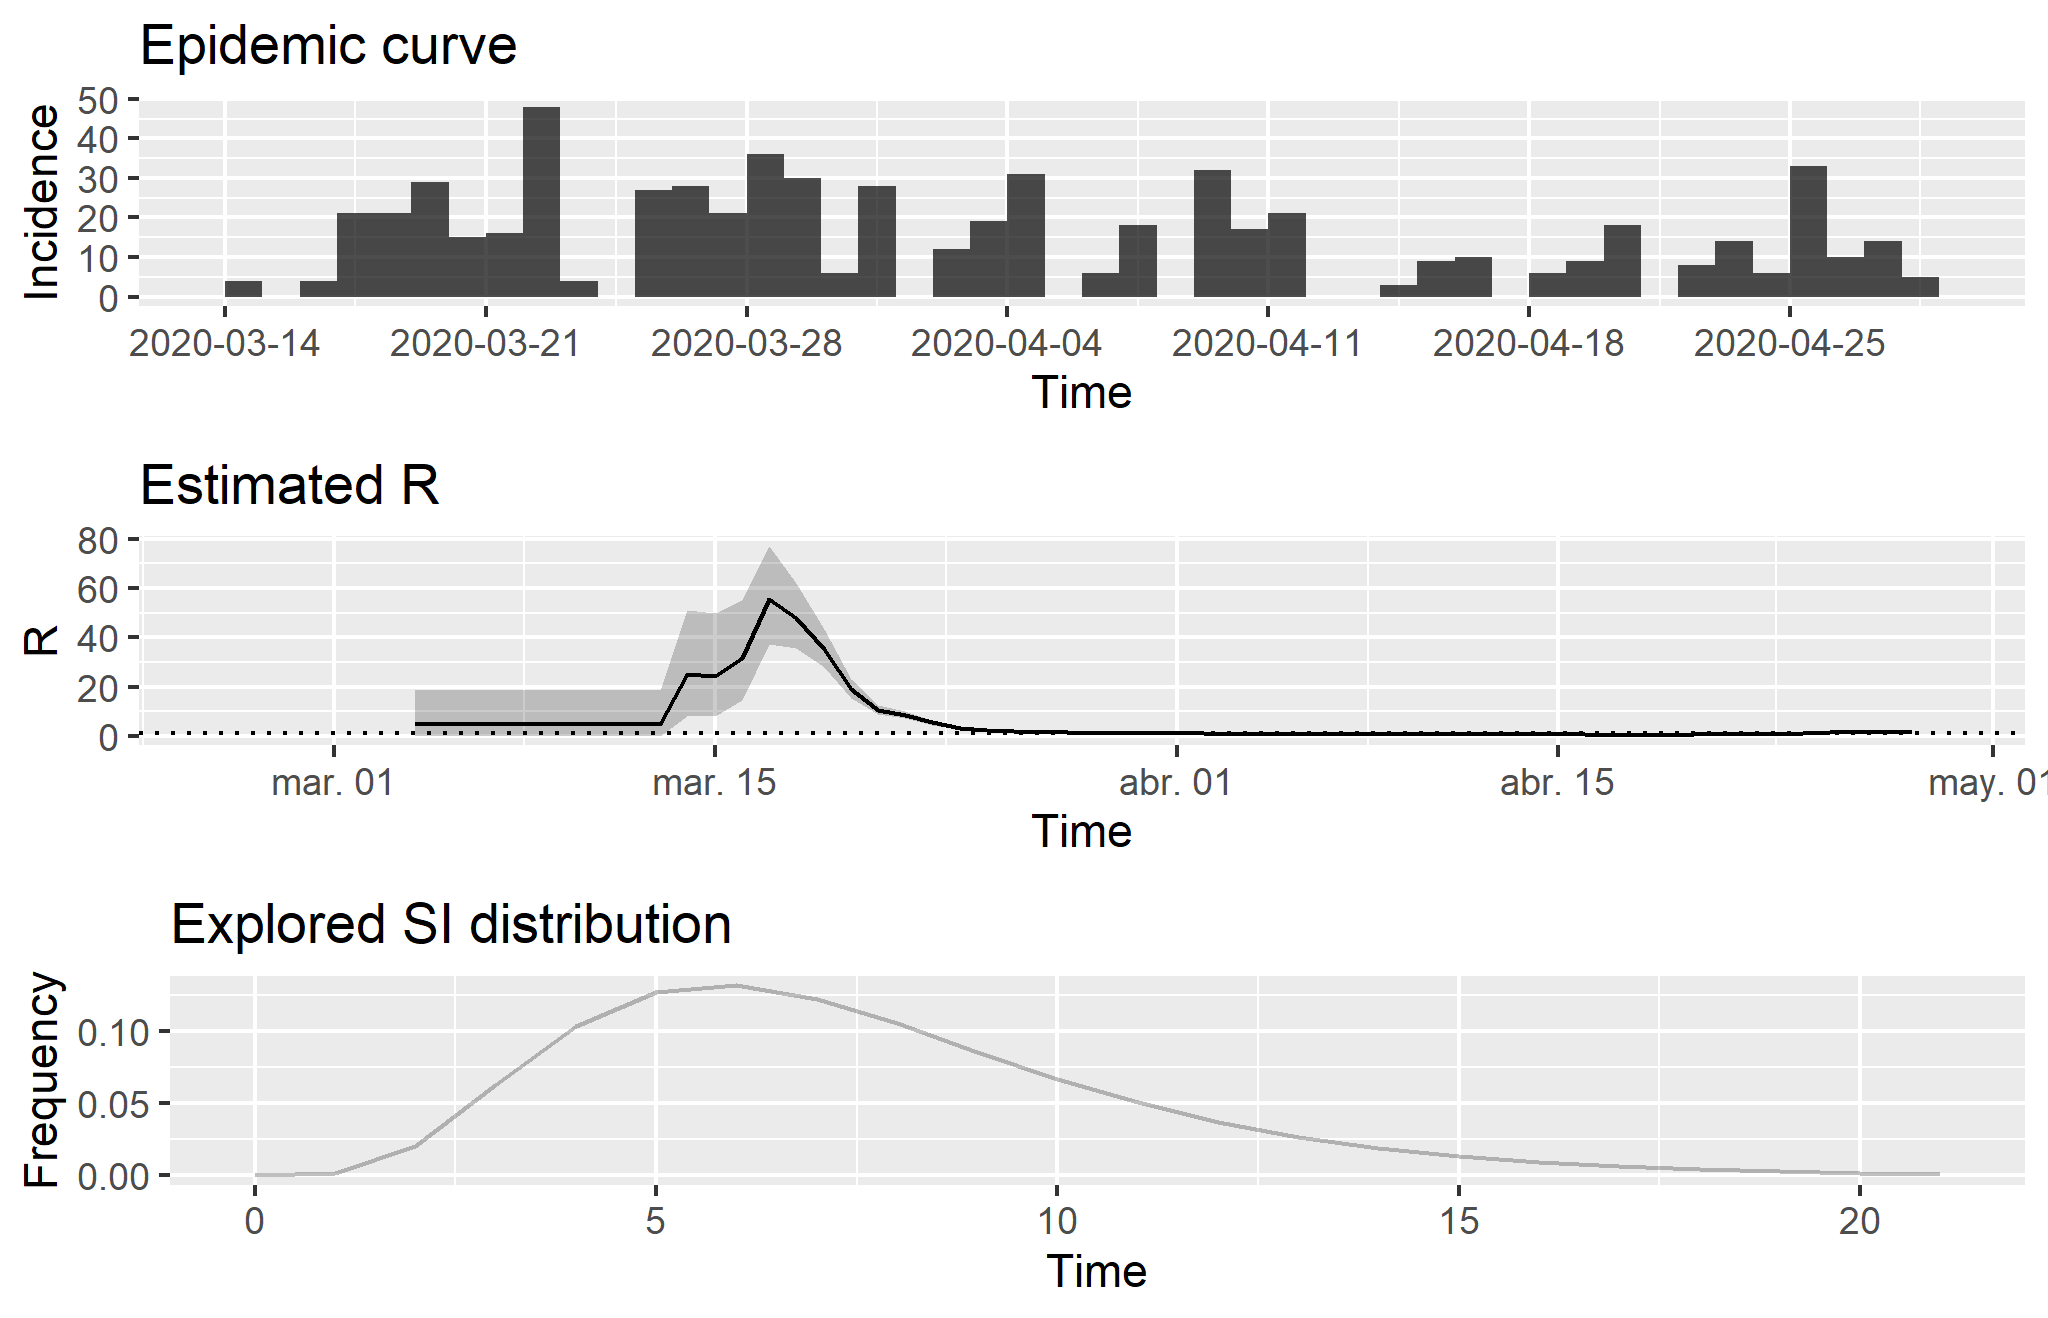 Epidemic curve
Incidence
50
40
30
20
10
0
2020-03-14 2020-03-21 2020-03-28 2020-04-04 2020-04-11 2020-04-18 2020-04-25
Time
Estimated R
R
80
60
40
20
0
mar. 01 mar. 15 abr. 01 abr. 15 may. 01
Time
Explored SI distribution
Frequency
0.10
0.05
0.00
0 5 10 15 20
Time